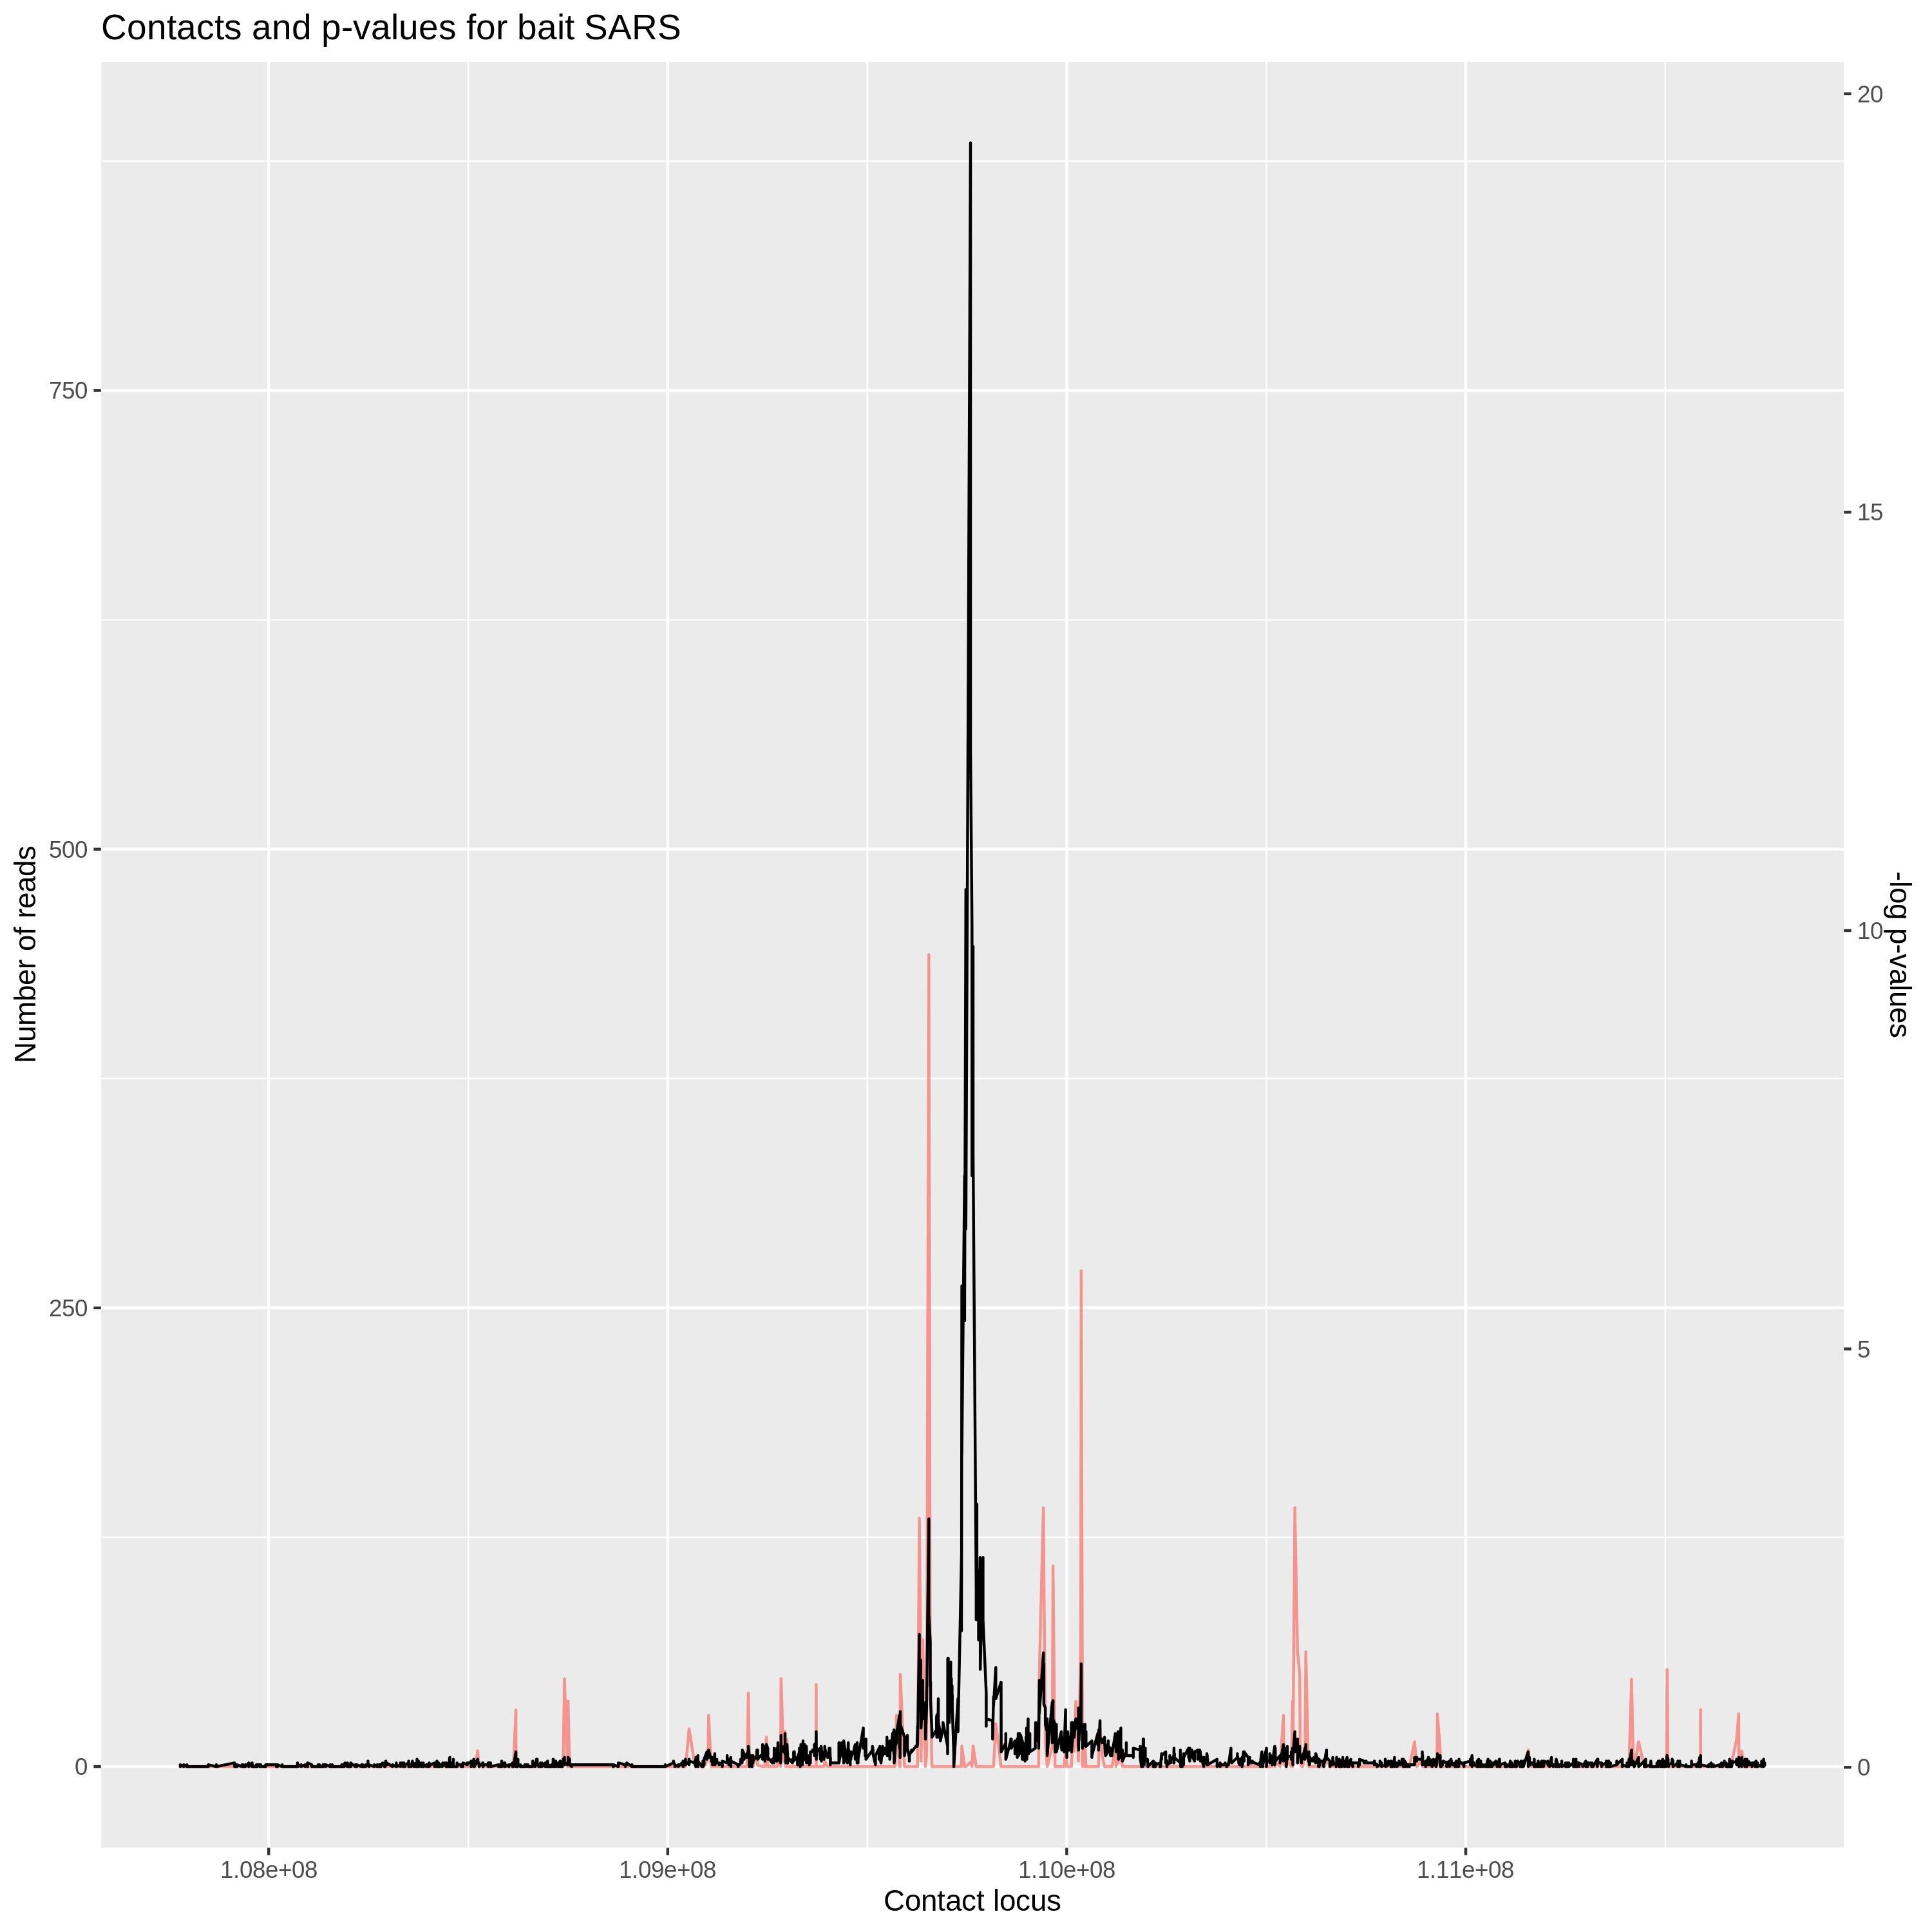 Contacts and p-values for bait SARS
Number of reads
750
500
250
0
20
15
10
5
0
-log p-values
1.08e+08
1.09e+08
1.10e+08
1.11e+08
Contact locus